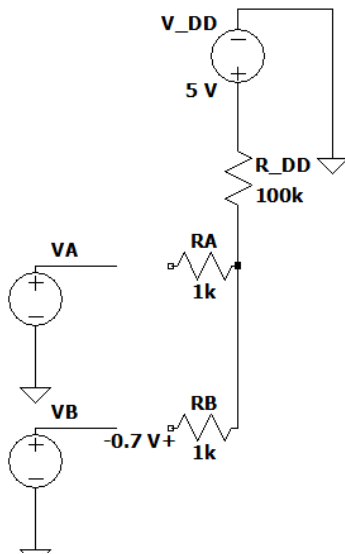 V_DD
5 V
R_DD
100k
VA
RA
1k
VB
RB
-0.7 V+
1k